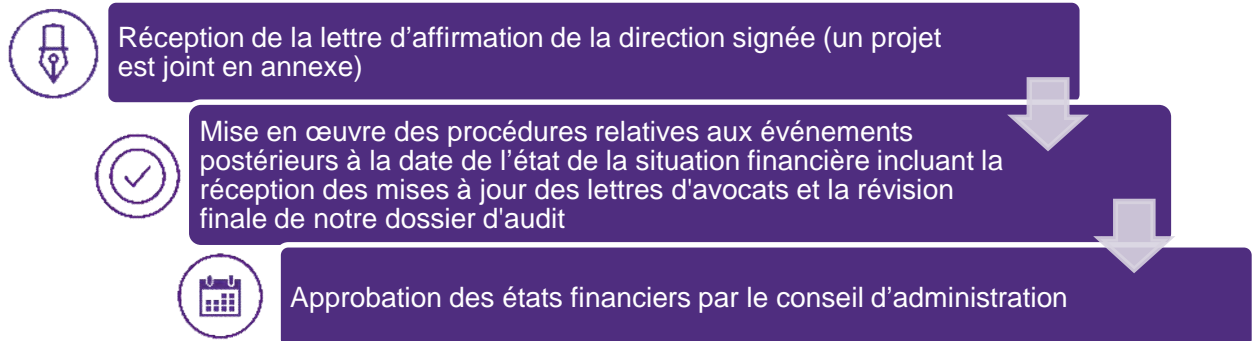 Réception de la lettre d’affirmation de la direction signée (un projet
est joint en annexe)
Mise en œuvre des procédures relatives aux événements
postérieurs à la date de l’état de la situation financière incluant la
réception des mises à jour des lettres d'avocats et la révision
finale de notre dossier d'audit
Approbation des états financiers par le conseil d’administration